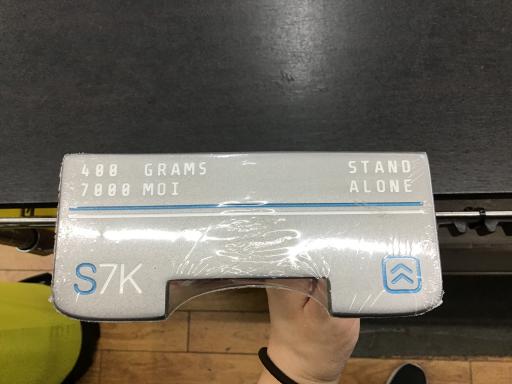 400 GRAMS
7000 MOI
STAND
ALONE
S7K